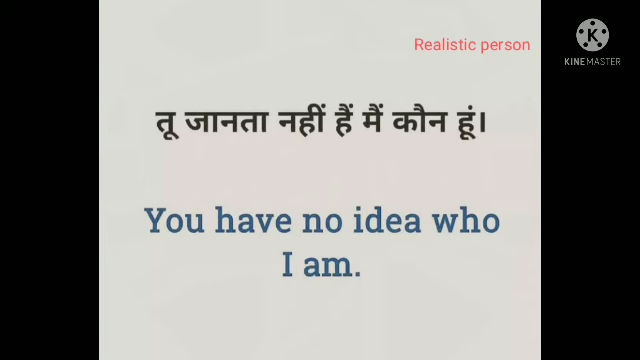 Realistic person
K
KINEMASTER
तू जानता नहीं हैं मैं कौन हूं।
You have no idea who
I am.